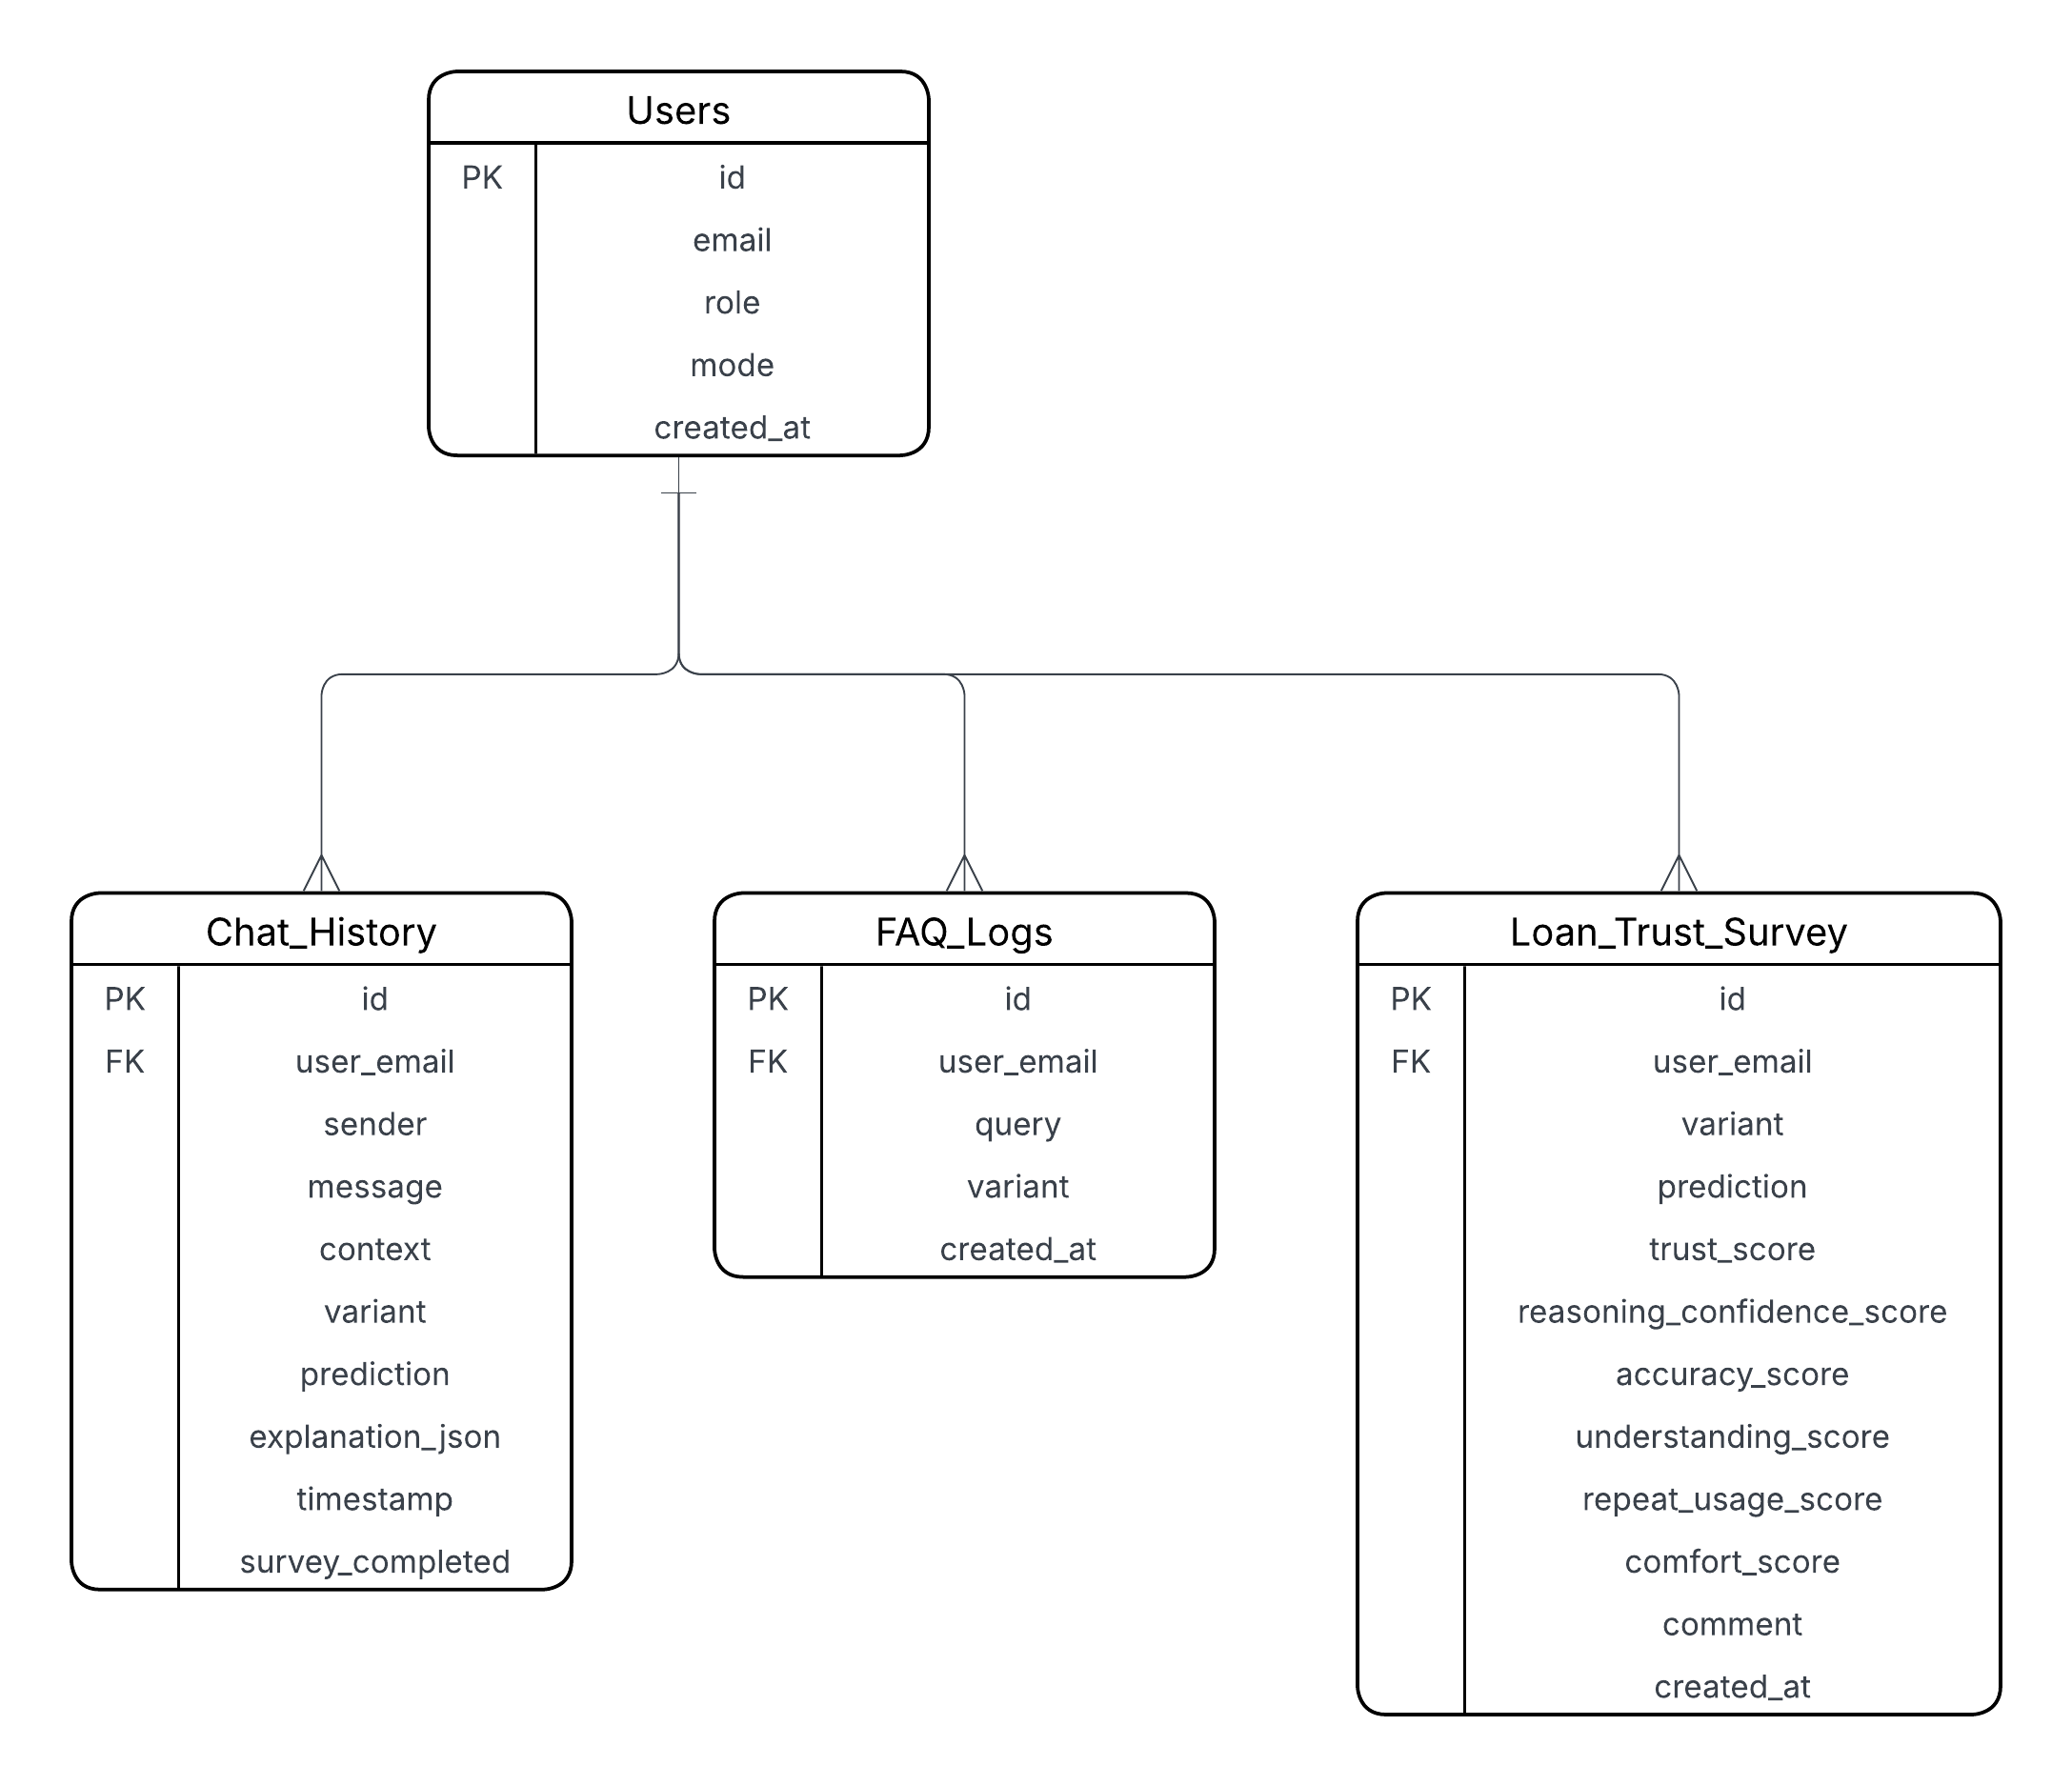 Users
PK id
email
role
mode
created_at
Chat_History
PK id
FK user_email
sender
message
context
variant
prediction
explanation_json
timestamp
survey_completed
FAQ_Logs
PK id
FK user_email
query
variant
created_at
Loan_Trust_Survey
PK id
FK user_email
variant
prediction
trust_score
reasoning_confidence_score
accuracy_score
understanding_score
repeat_usage_score
comfort_score
comment
created_at